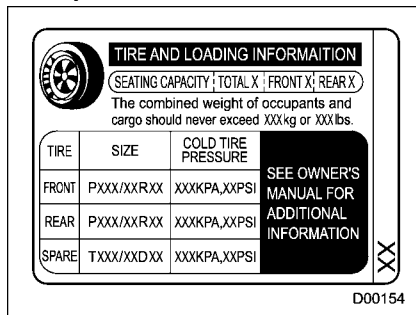 TIRE AND LOADING INFORMAITION
SEATING CAPACITY TOTAL X FRONT X REAR X
The combined weight of occupants and
cargo should never exceed XXXkg or XXXlbs.
TIRE SIZE COLD TIRE PRESSURE
FRONT PXXX/XXRXX XXXKPA,XXPSI
REAR PXXX/XXRXX XXXKPA,XXPSI
SPARE TXXX/XXDXX XXXKPA,XXPSI
SEE OWNER'S
MANUAL FOR
ADDITIONAL
INFORMATION
XX
D00154